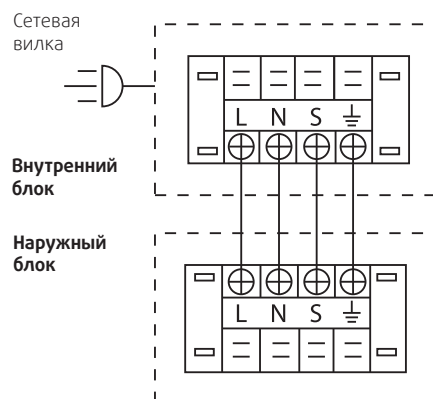 Сетевая
вилка
L N S
Внутренний
блок
Наружный
блок
L N S